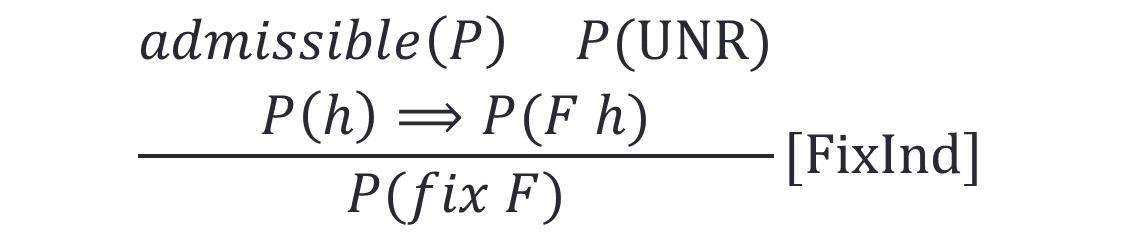 admissible(P) P(UNR)
P(h) ⟹ P(F h)
[FixInd]
P(fix F)